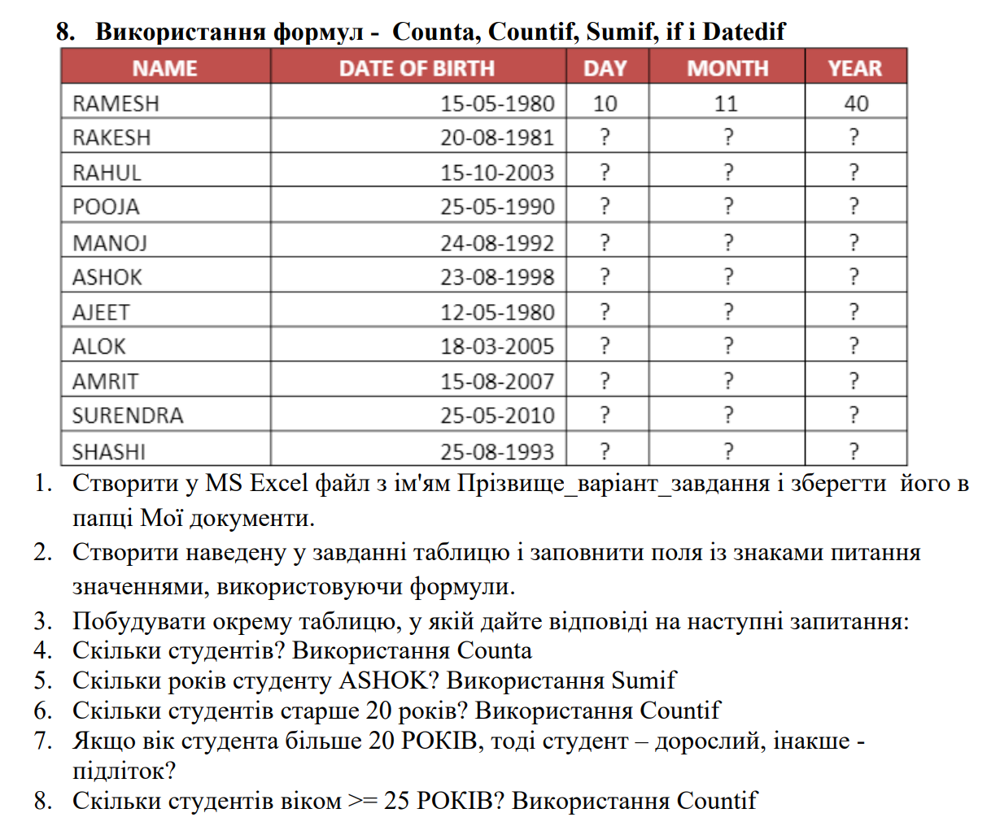 8. Використання формул - Counta, Countif, Sumif, if і Datedif
NAME DATE OF BIRTH DAY MONTH YEAR
RAMESH 15-05-1980 10 11 40
RAKESH 20-08-1981 ? ? ?
RAHUL 15-10-2003 ? ? ?
POOJA 25-05-1990 ? ? ?
MANOJ 24-08-1992 ? ? ?
ASHOK 23-08-1998 ? ? ?
AJEET 12-05-1980 ? ? ?
ALOK 18-03-2005 ? ? ?
AMRIT 15-08-2007 ? ? ?
SURENDRA 25-05-2010 ? ? ?
SHASHI 25-08-1993 ? ? ?
1. Створити у MS Excel файл з ім'ям Прізвище_варіант_завдання і зберегти його в
папці Мої документи.
2. Створити наведену у завданні таблицю і заповнити поля із знаками питання
значеннями, використовуючи формули.
3. Побудувати окрему таблицю, у якій дайте відповіді на наступні запитання:
4. Скільки студентів? Використання Counta
5. Скільки років студенту ASHOK? Використання Sumif
6. Скільки студентів старше 20 років? Використання Countif
7. Якщо вік студента більше 20 РОКІВ, тоді студент – дорослий, інакше -
підліток?
8. Скільки студентів віком >= 25 РОКІВ? Використання Countif